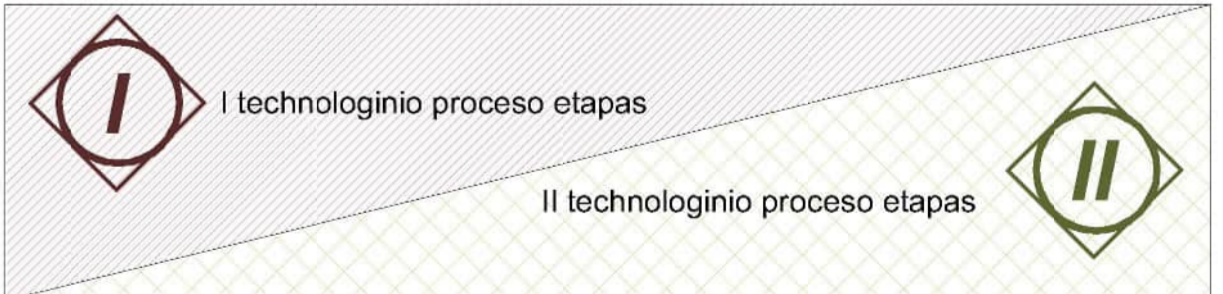 I
I technologinio proceso etapas
II technologinio proceso etapas
II